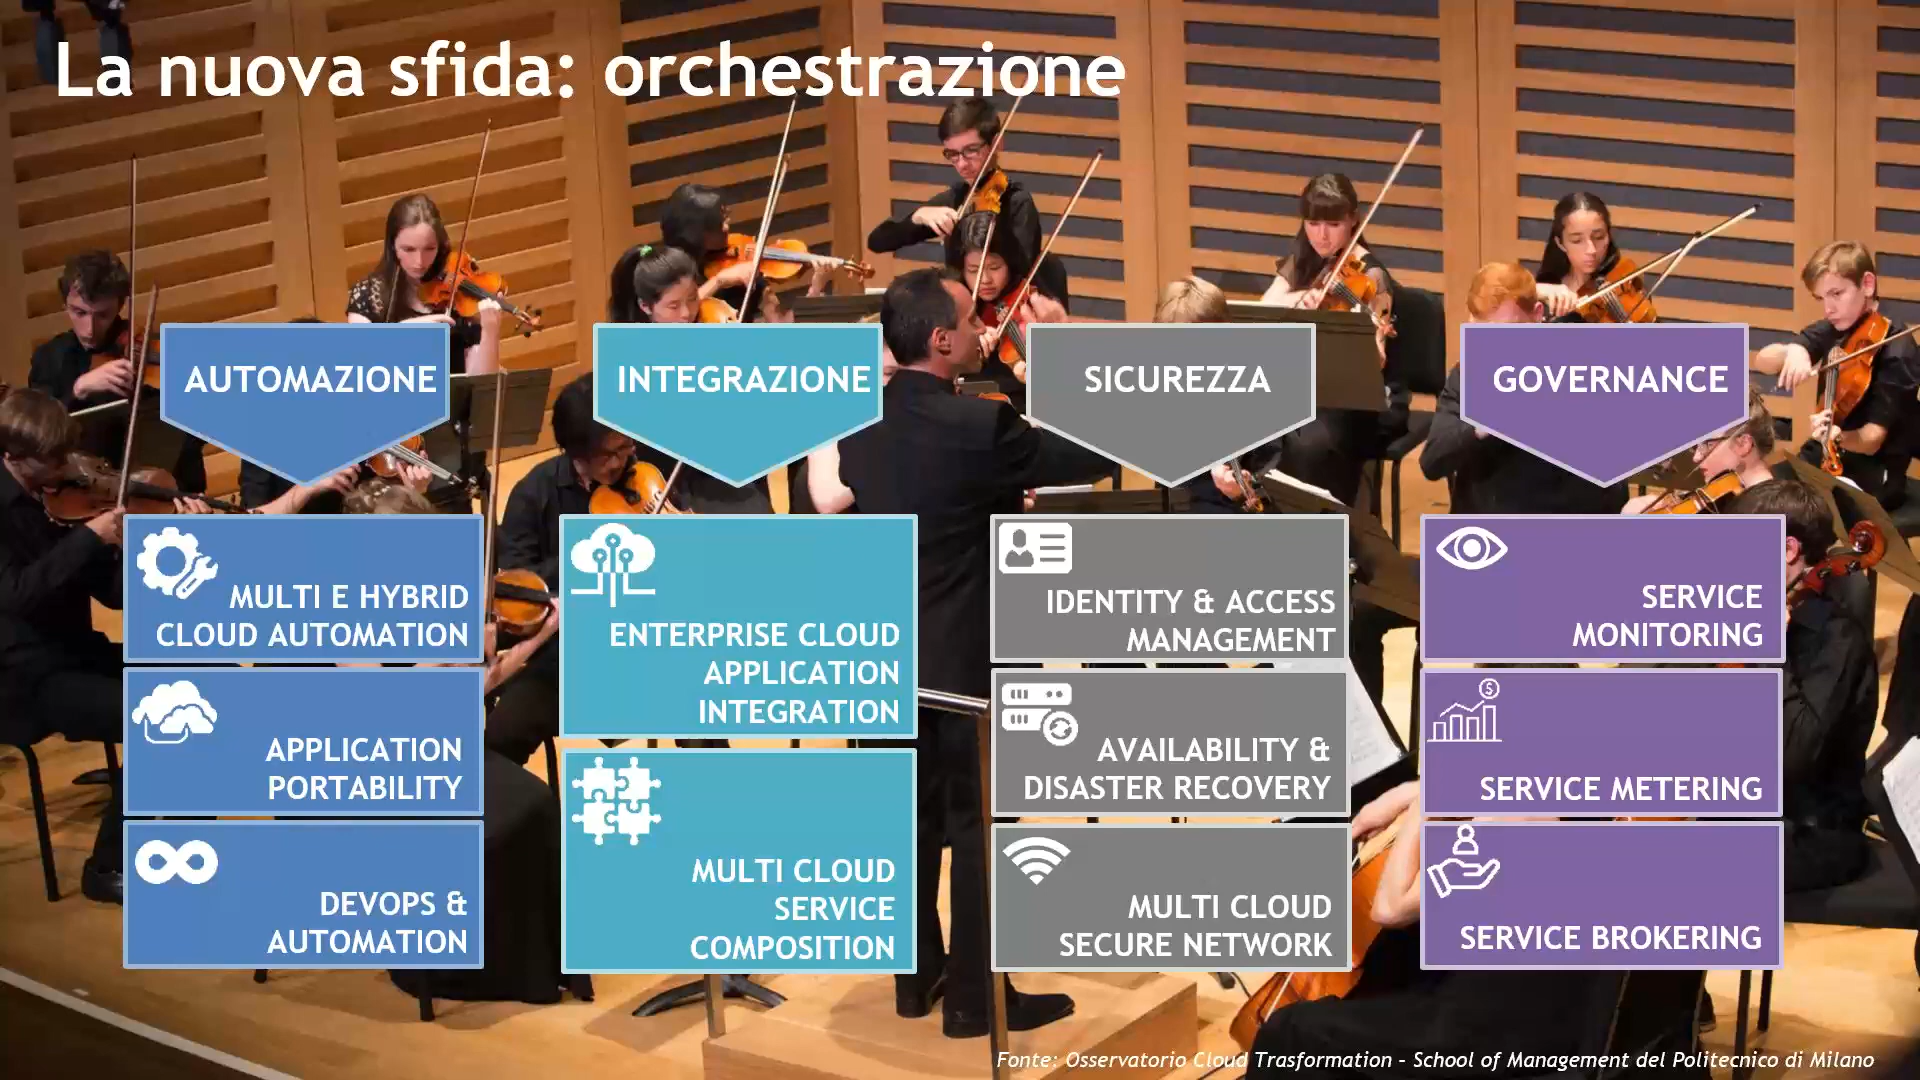 La nuova sfida: orchestrazione
AUTOMAZIONE
MULTI E HYBRID
CLOUD AUTOMATION
APPLICATION
PORTABILITY
DEVOPS &
AUTOMATION
INTEGRAZIONE
ENTERPRISE CLOUD
APPLICATION
INTEGRATION
MULTI CLOUD
SERVICE
COMPOSITION
SICUREZZA
IDENTITY & ACCESS
MANAGEMENT
AVAILABILITY &
DISASTER RECOVERY
MULTI CLOUD
SECURE NETWORK
GOVERNANCE
SERVICE
MONITORING
$
SERVICE METERING
SERVICE BROKERING
Fonte: Osservatorio Cloud Trasformation – School of Management del Politecnico di Milano